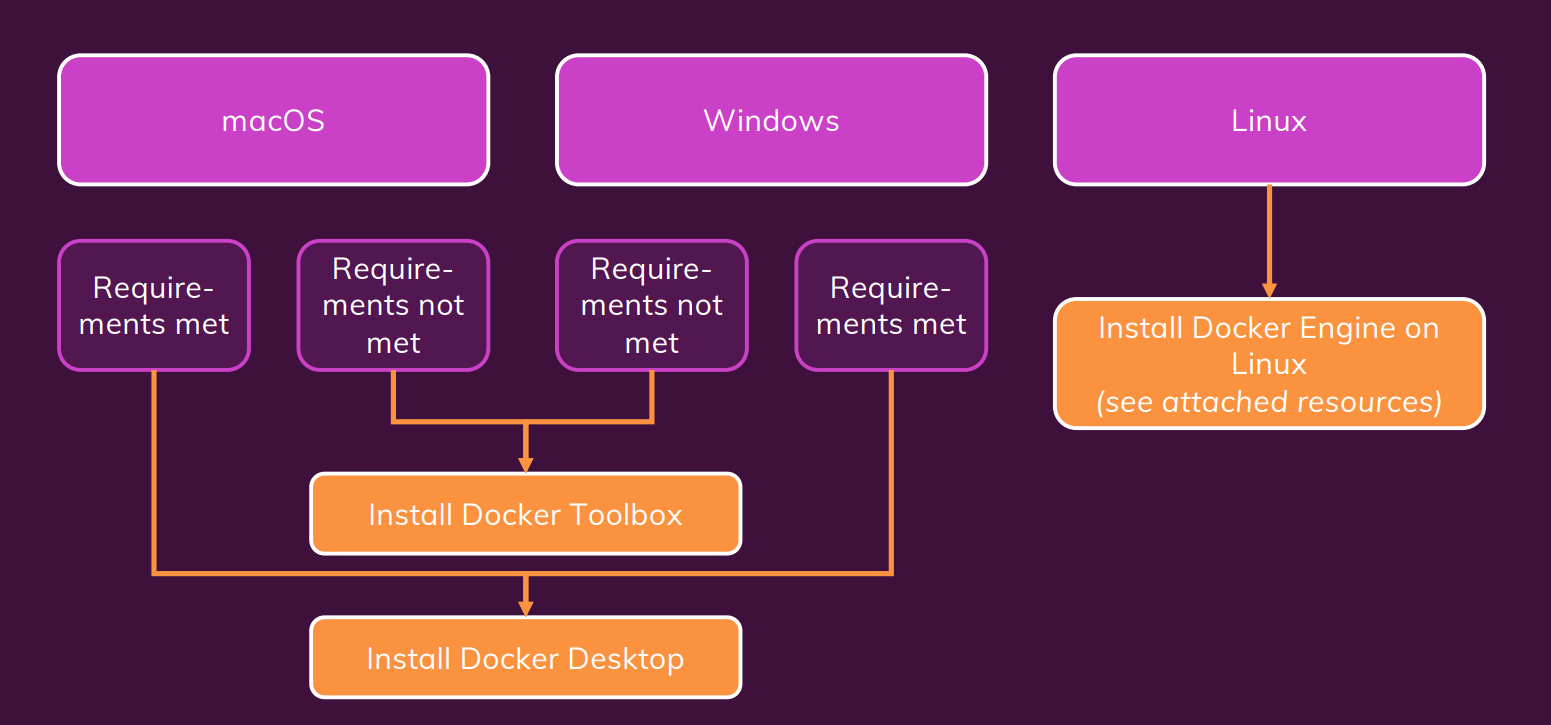 macOS
Windows
Linux
Require-
ments met
Require-
ments not
met
Require-
ments not
met
Require-
ments met
Install Docker Engine on
Linux
(see attached resources)
Install Docker Toolbox
Install Docker Desktop